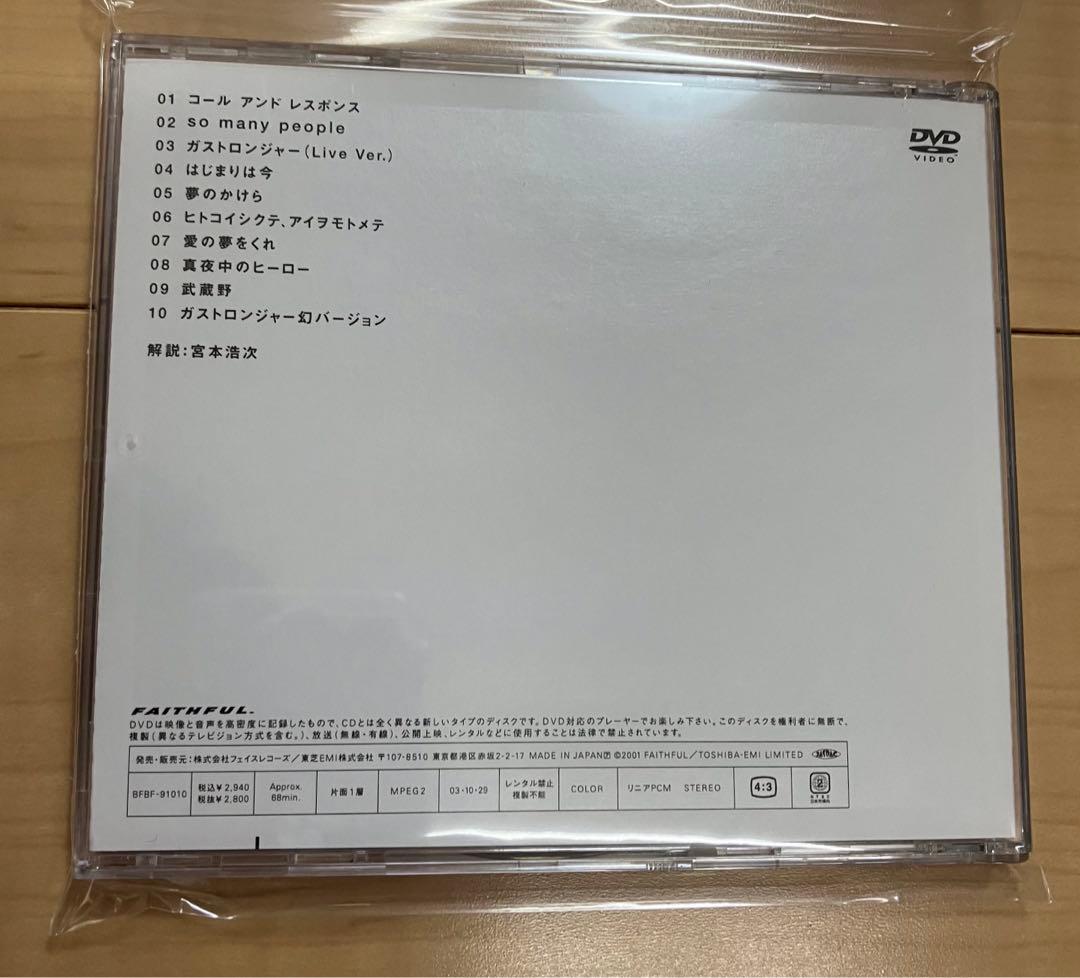 01 コール アンド レスポンス
02 so many people
03 ガストロンジャー(Live Ver.)
04 はじまりは今
05 夢のかけら
06 ヒトコイシクテ、アイヲモトメテ
07 愛の夢をくれ
08 真夜中のヒーロー
09 武蔵野
10 ガストロンジャー幻バージョン
解説:宮本浩次
DVD
VIDEO
FAITHFUL.
DVDは映像と音声を高密度に記録したもので、CDとは全く異なる新しいタイプのディスクです。DVD対応のプレーヤーでお楽しみ下さい。このディスクを権利者に無断で、
複製(異なるテレビジョン方式を含む。)、放送(無線・有線)、公開上映、レンタルなどに使用することは法律で禁止されています。
発売・販売元:株式会社フェイスレコーズ/東芝EMI株式会社 〒107-8510 東京都港区赤坂2-2-17 MADE IN JAPAN Ⓟ©2001 FAITHFUL/TOSHIBA-EMI LIMITED
BFBF-91010 税込¥2,940 税抜¥2,800 Approx. 68min. 片面1層 MPEG2 03・10・29 レンタル禁止 複製不能 COLOR リニアPCM STEREO 4:3 2 NTSC 日本市場向